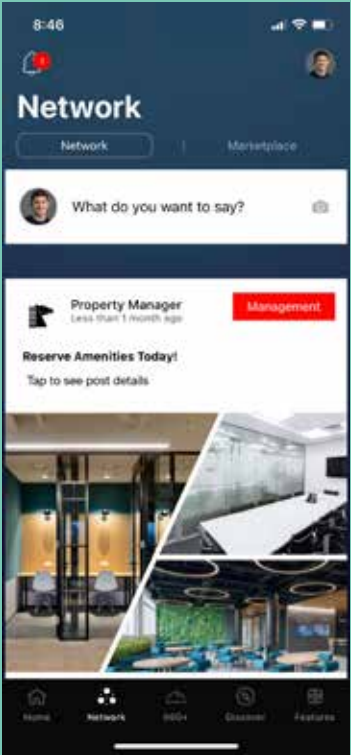 8:46
Network
Network | Marketplace
What do you want to say?
Property Manager
Less than 1 month ago
Management
Reserve Amenities Today!
Tap to see post details
Home
Network
Discover
Features